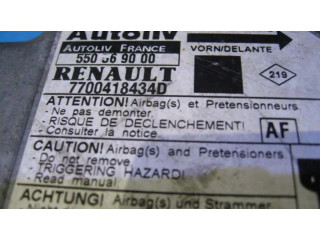 Autoliv
AUTOLIV FRANCE
VORN/DELANTE
550 69 00
RENAULT
7700418434D
219
ATTENTION! Airbag(s) et Pretensionneurs
- Ne pas demonter.
- RISQUE DE DECLENCHEMENT!
- Consulter la notice.
AF
CAUTION! Airbag(s) and Pretensioners
- Do not remove
- TRIGGERING HAZARD!
- Read manual
ACHTUNG! Airbag(s) und Strammer